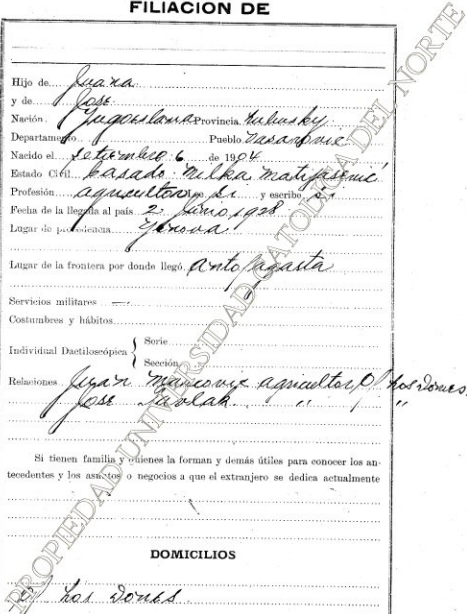 FILIACION DE
Hijo de Juana
y de José
Nación Yugoeslava Provincia
Departamento Pueblo
Nacido el Setiembre 6 de 1904
Estado Civil Casado Milka
Profesión agricultor Lee si y escribe si
Fecha de la llegada al país 2 Junio 1928
Lugar de procedencia Genova
Lugar de la frontera por donde llegó Antofagasta
Servicios militares —
Costumbres y hábitos
Individual Dactiloscópica { Serie
Sección
Relaciones Juan agricultor Los Dones
José " "
Si tienen familia y quienes la forman y demás útiles para conocer los an-
tecedentes y los asuntos o negocios a que el extranjero se dedica actualmente
DOMICILIOS
Los Dones
PROPIEDAD UNIVERSIDAD CATOLICA DEL NORTE